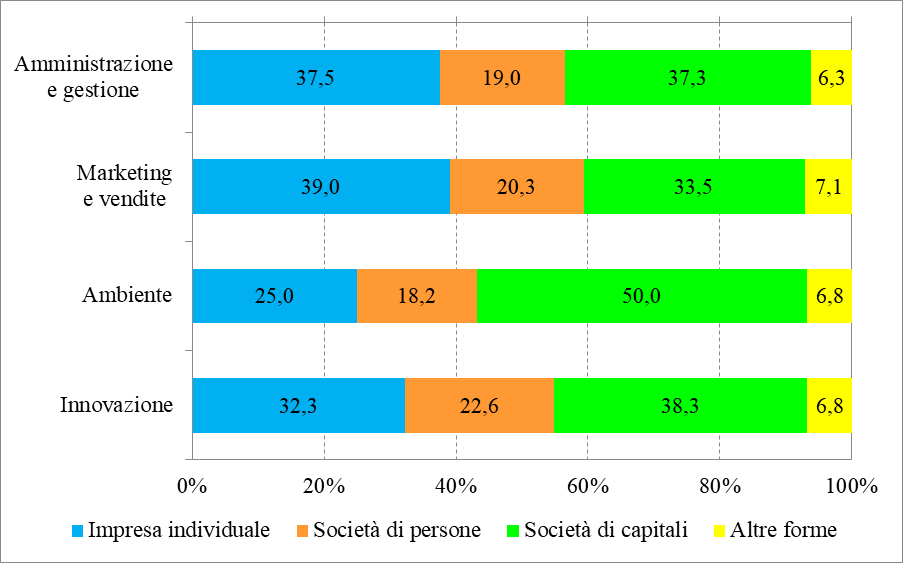 Amministrazione
e gestione
37,5 19,0 37,3 6,3
Marketing
e vendite
39,0 20,3 33,5 7,1
Ambiente
25,0 18,2 50,0 6,8
Innovazione
32,3 22,6 38,3 6,8
0% 20% 40% 60% 80% 100%
Impresa individuale Società di persone Società di capitali Altre forme